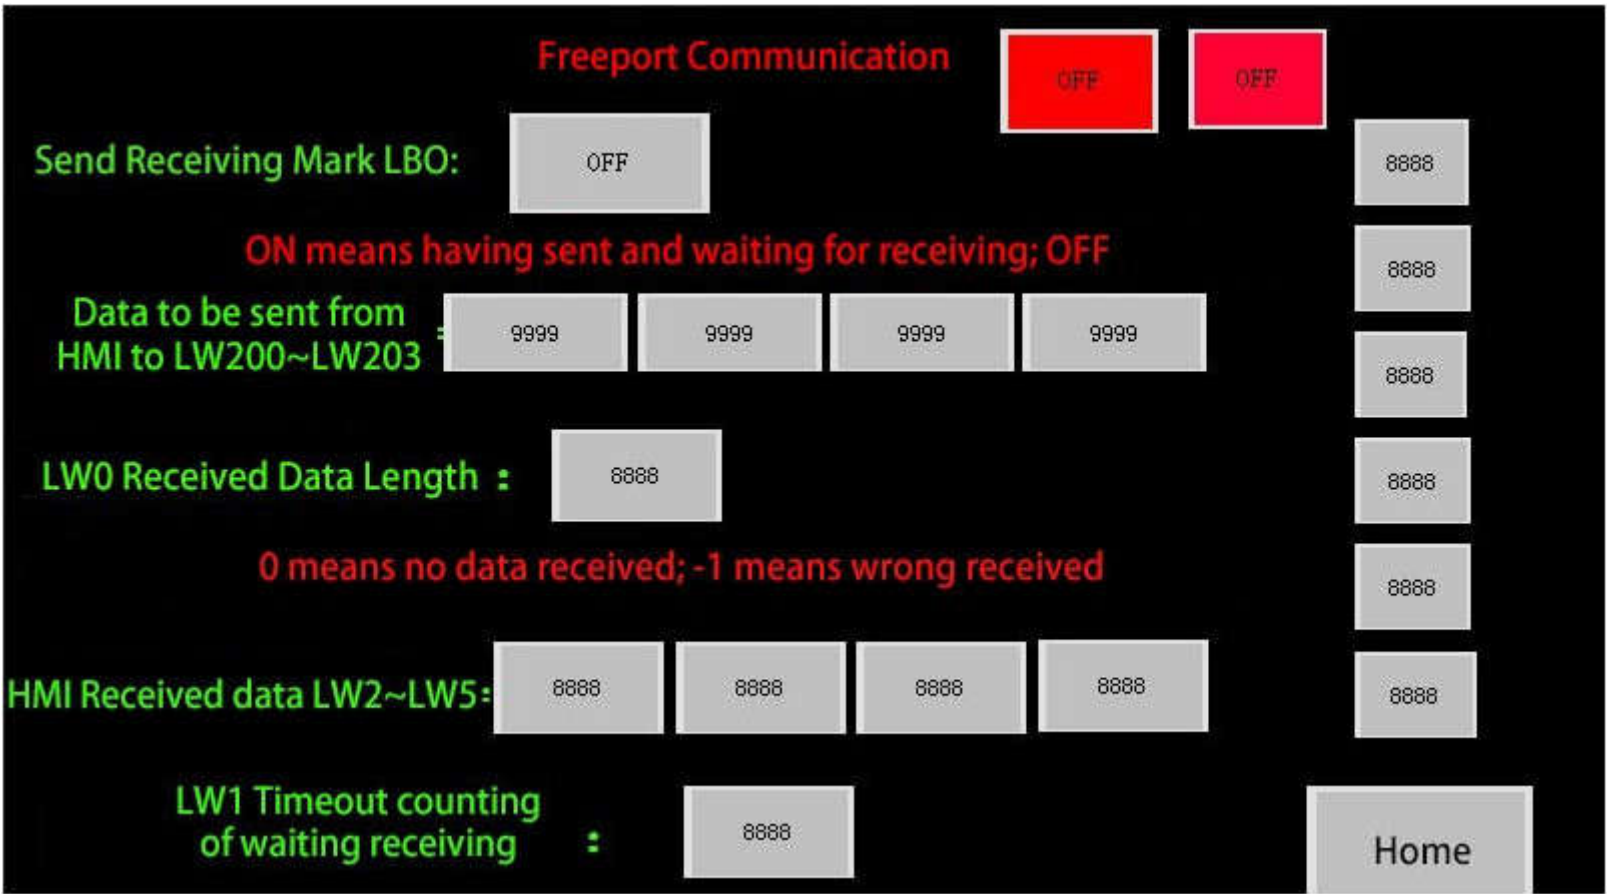 Freeport Communication
OFF
OFF
Send Receiving Mark LBO:
OFF
8888
ON means having sent and waiting for receiving; OFF
8888
Data to be sent from
HMI to LW200~LW203 :
9999 9999 9999 9999
8888
LW0 Received Data Length :
8888
8888
0 means no data received; -1 means wrong received
8888
HMI Received data LW2~LW5:
8888 8888 8888 8888
8888
LW1 Timeout counting
of waiting receiving :
8888
Home